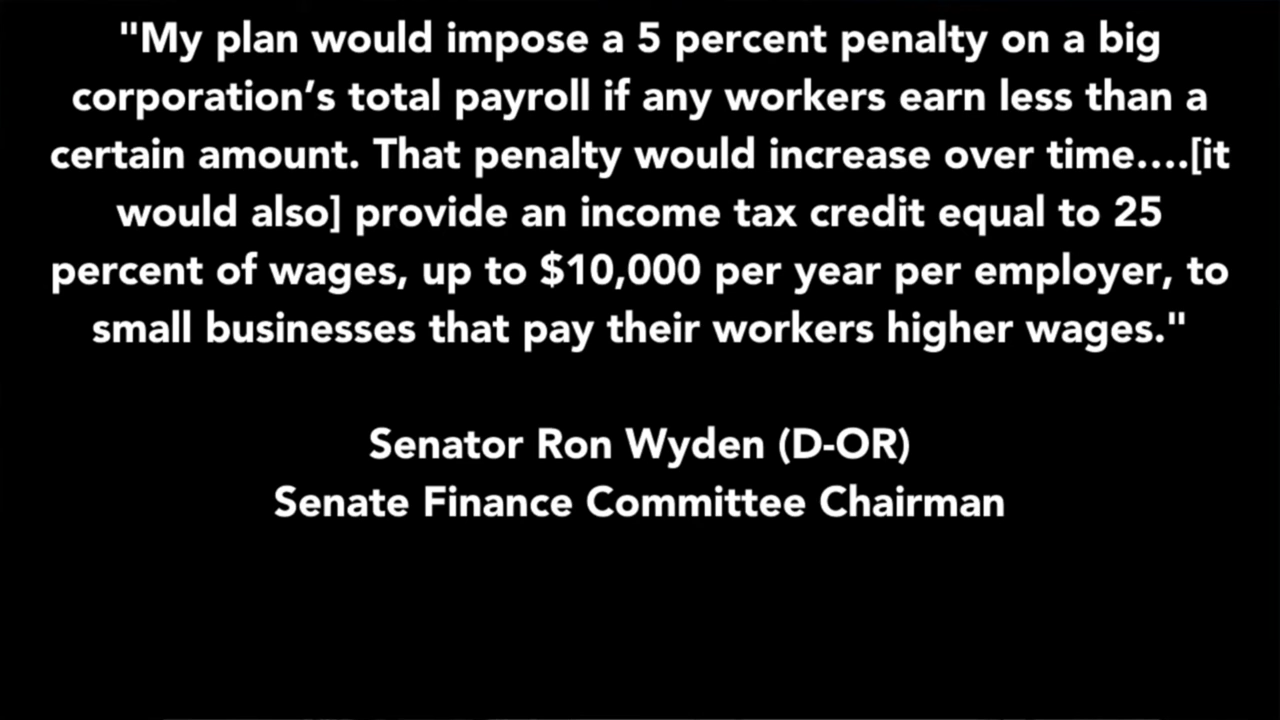 "My plan would impose a 5 percent penalty on a big
corporation’s total payroll if any workers earn less than a
certain amount. That penalty would increase over time....[it
would also] provide an income tax credit equal to 25
percent of wages, up to $10,000 per year per employer, to
small businesses that pay their workers higher wages."
Senator Ron Wyden (D-OR)
Senate Finance Committee Chairman